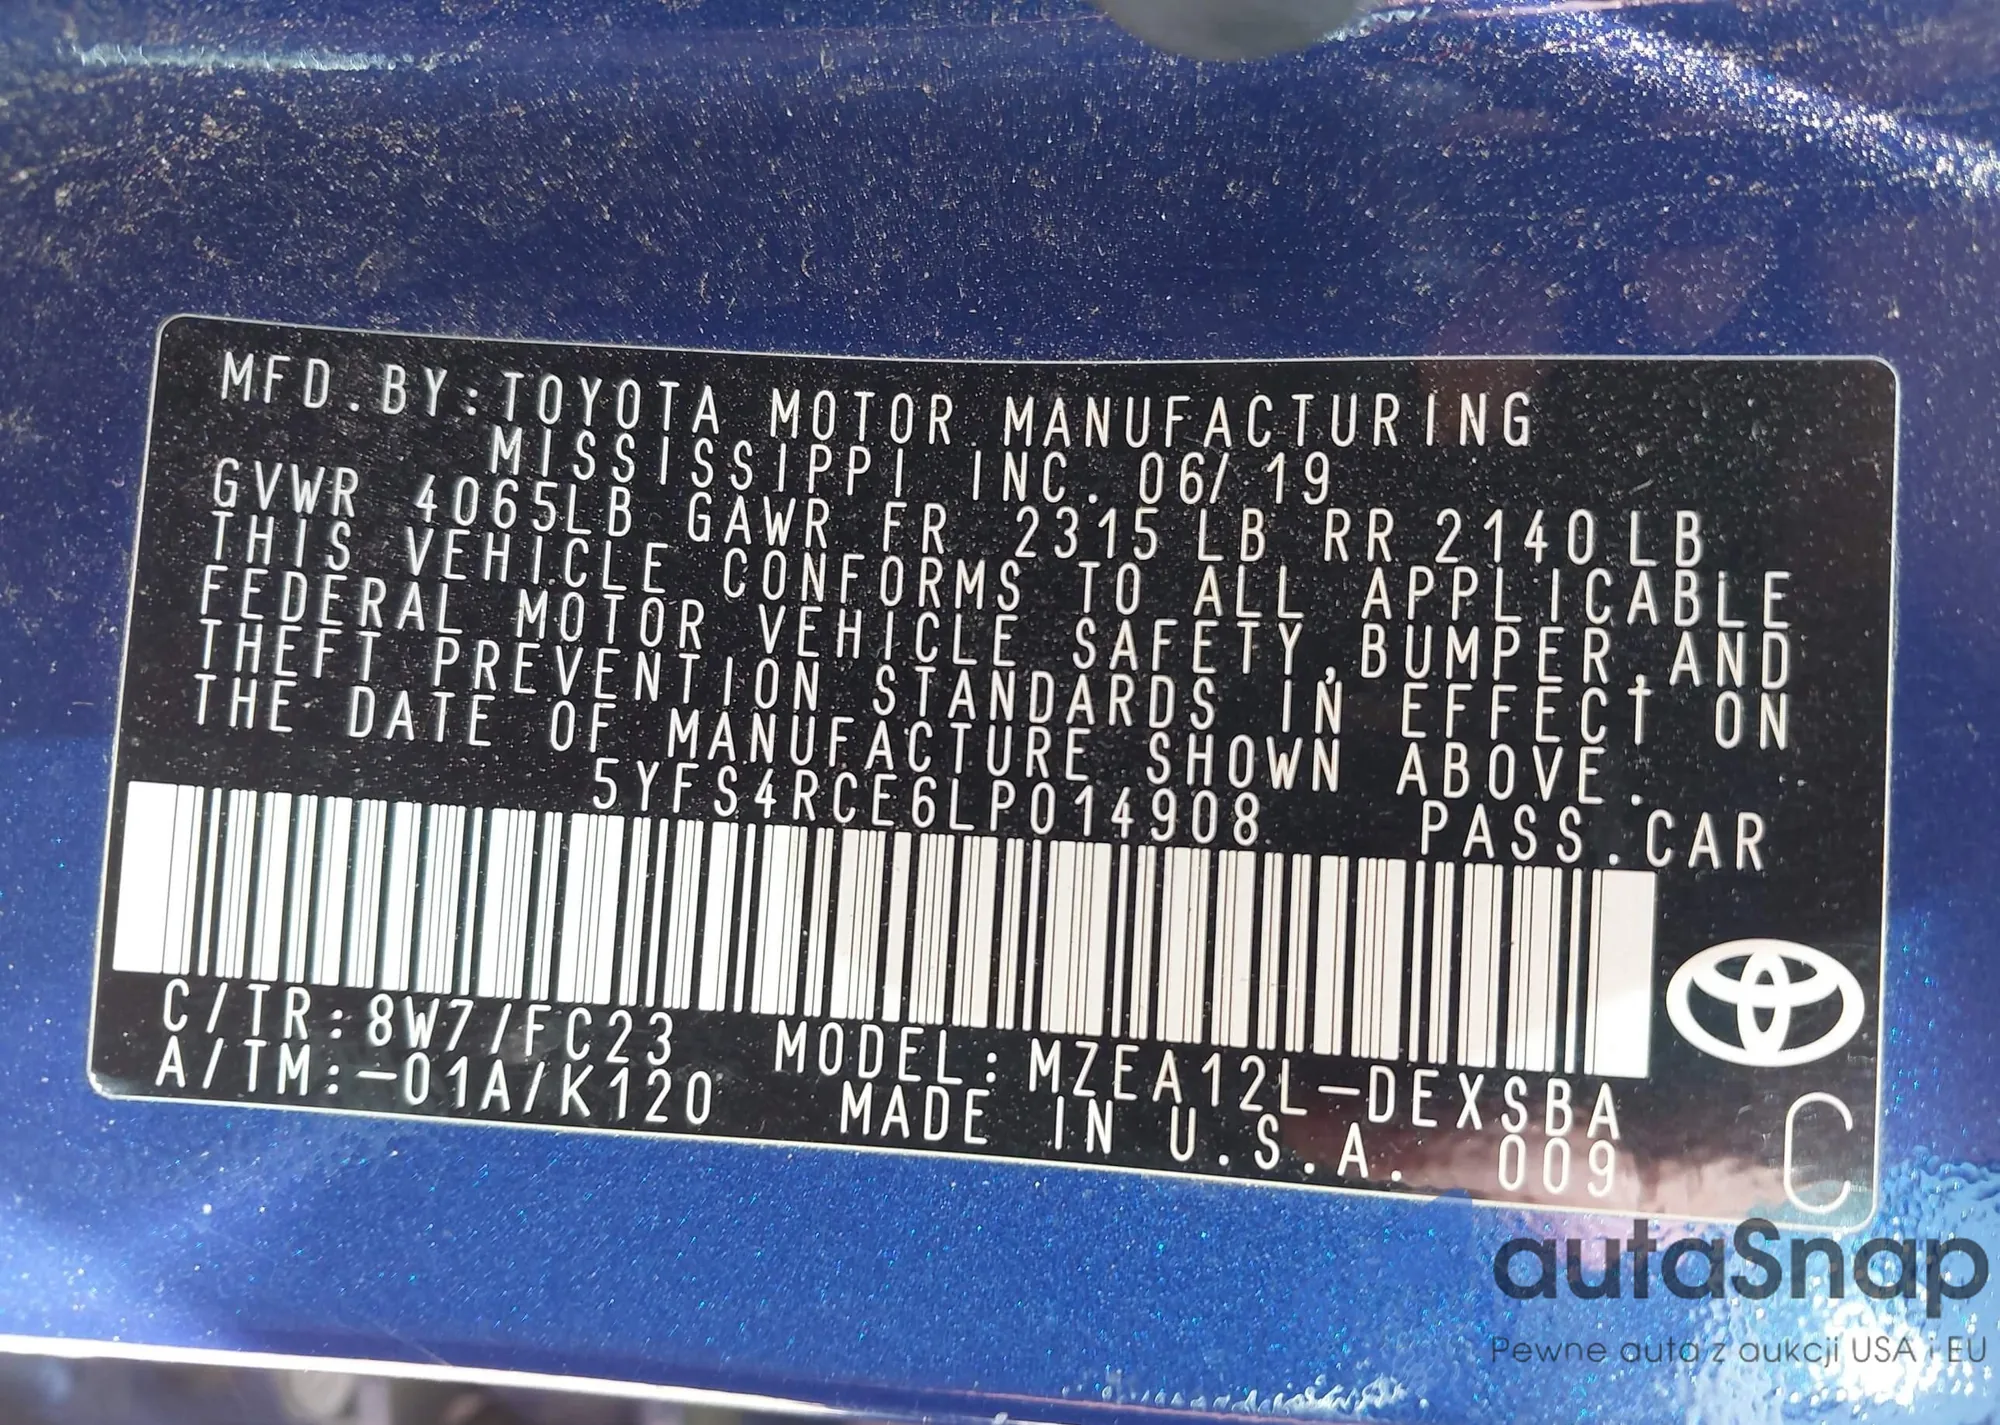 MFD.BY:TOYOTA MOTOR MANUFACTURING
MISSISSIPPI INC. 06/19
GVWR 4065LB GAWR FR 2315 LB RR 2140LB
THIS VEHICLE CONFORMS TO ALL APPLICABLE
FEDERAL MOTOR VEHICLE SAFETY,BUMPER,AND
THEFT PREVENTION STANDARDS IN EFFECT ON
THE DATE OF MANUFACTURE SHOWN ABOVE.
5YFS4RCE6LP014908 PASS.CAR
C/TR:8W7/FC23 MODEL:MZEA12L-DEXSBA
A/TM:-01A/K120 MADE IN U.S.A. 009
C
autaSnap
Pewne auta z aukcji USA i EU